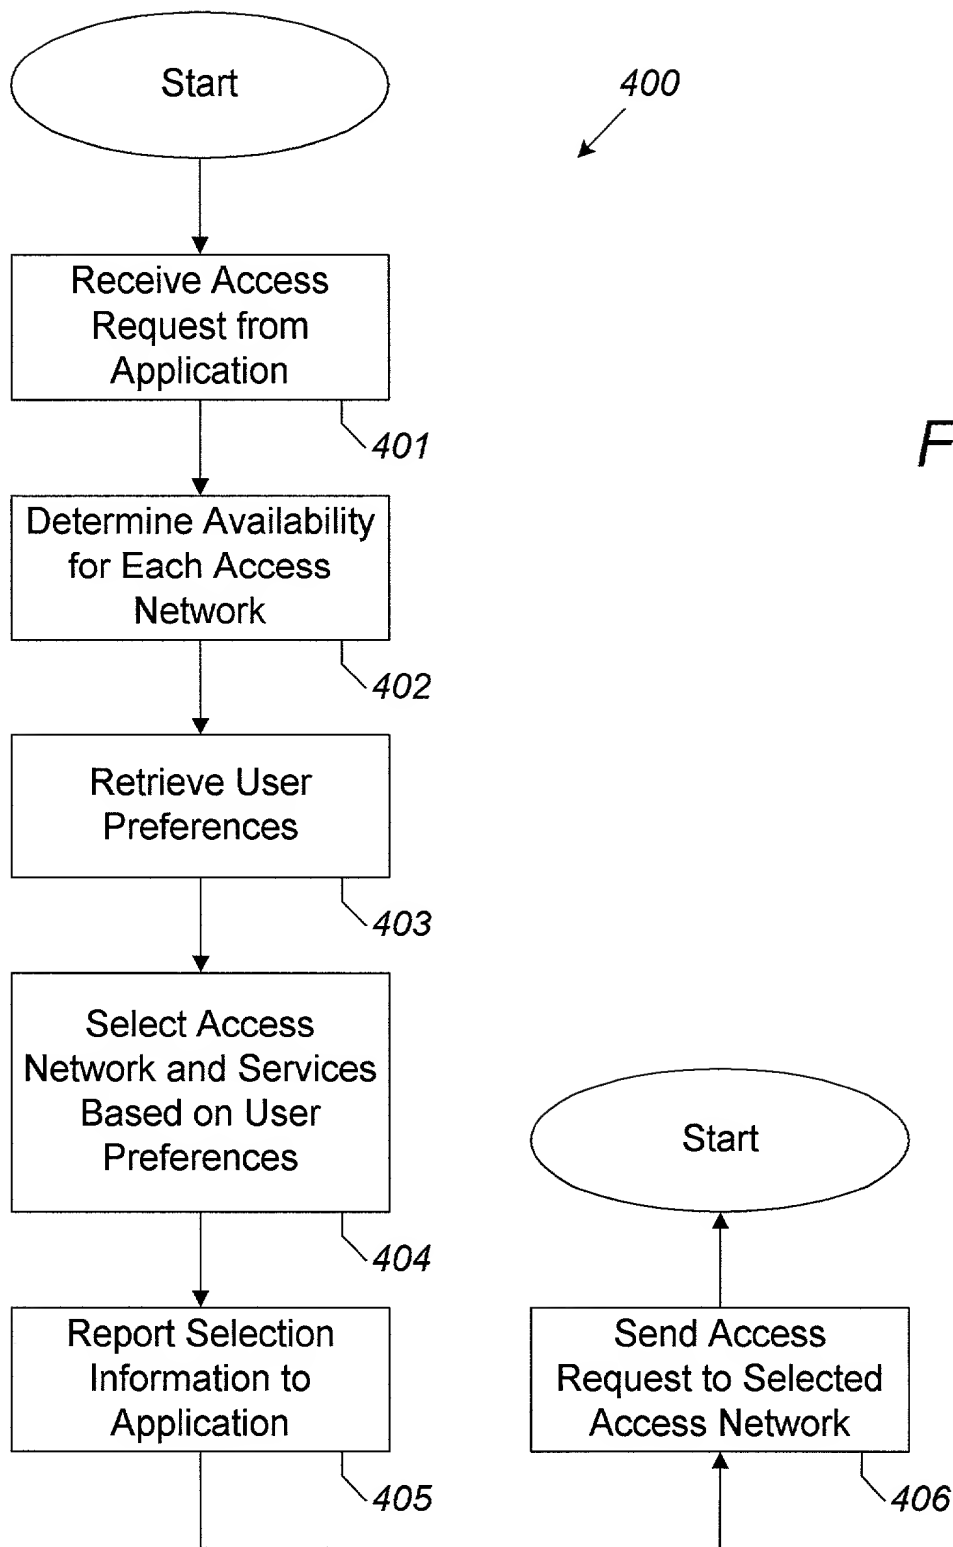 Start
400
Receive Access
Request from
Application
401
F
Determine Availability
for Each Access
Network
402
Retrieve User
Preferences
403
Select Access
Network and Services
Based on User
Preferences
404
Start
Report Selection
Information to
Application
405
Send Access
Request to Selected
Access Network
406